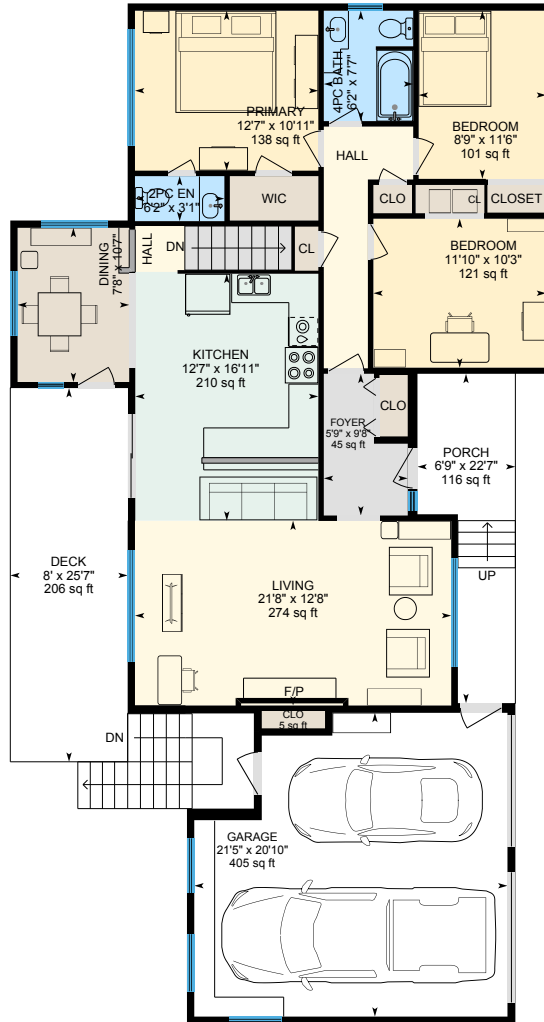 PRIMARY
12'7" x 10'11"
138 sq ft
4PC BATH
6'2" x 7'7"
BEDROOM
8'9" x 11'6"
101 sq ft
HALL
2PC EN
6'2" x 3'1"
WIC
CLO
CL
CLOSET
DINING
7'8" x 10'7"
HALL
DN
CL
BEDROOM
11'10" x 10'3"
121 sq ft
KITCHEN
12'7" x 16'11"
210 sq ft
FOYER
5'9" x 9'8"
45 sq ft
CLO
PORCH
6'9" x 22'7"
116 sq ft
DECK
8' x 25'7"
206 sq ft
LIVING
21'8" x 12'8"
274 sq ft
UP
F/P
CLO
5 sq ft
DN
GARAGE
21'5" x 20'10"
405 sq ft